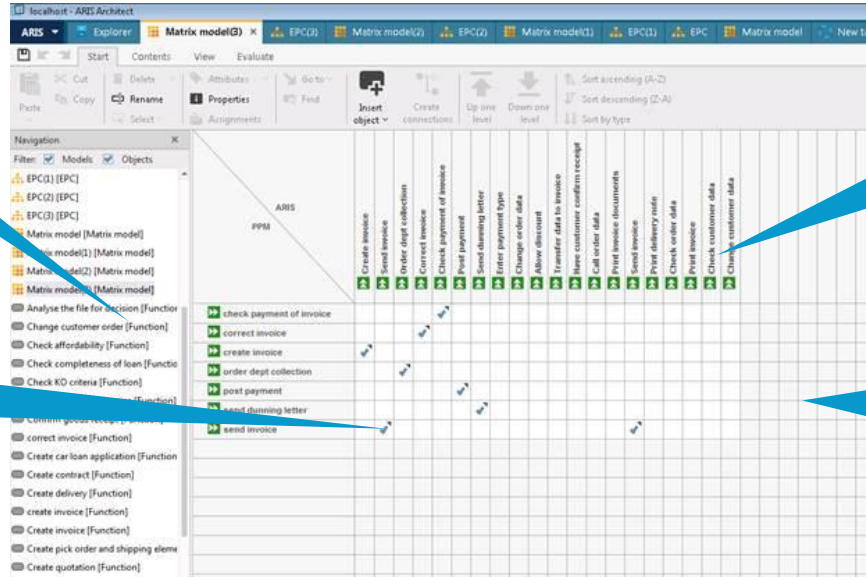 localhost - ARIS Architect
ARIS Explorer Matrix model(3) × EPC(3) Matrix model(2) EPC(2) Matrix model(1) EPC(1) EPC Matrix model New ta
Start Contents View Evaluate
Paste Cut Copy Delete Rename Select Attributes Properties Assignments Go to Find Insert object Create connections Up one level Down one level Sort ascending (A-Z) Sort descending (Z-A) Sort by type
Navigation ×
Filter: Models Objects
EPC(1) [EPC]
EPC(2) [EPC]
EPC(3) [EPC]
Matrix model [Matrix model]
Matrix model(1) [Matrix model]
Matrix model(2) [Matrix model]
[Matrix model]
Analyse the file for decision [Function
Change customer order [Function]
Check affordability [Function]
Check completeness of loan [Functio
Check KO criteria [Function]
[Function]
correct invoice [Function]
Create car loan application [Function
Create contract [Function]
Create delivery [Function]
create invoice [Function]
Create invoice [Function]
Create pick order and shipping eleme
Create quotation [Function]
ARIS
PPM
Create invoice
Send invoice
Order dept collection
Correct invoice
Check payment of invoice
Post payment
Send dunning letter
Enter payment type
Change order data
Allow discount
Transfer data to invoice
Have customer confirm receipt
Call order data
Print invoice documents
Send invoice
Print delivery note
Check order data
Print invoice
Check customer data
Change customer data
check payment of invoice
correct invoice
create invoice
order dept collection
post payment
send dunning letter
send invoice